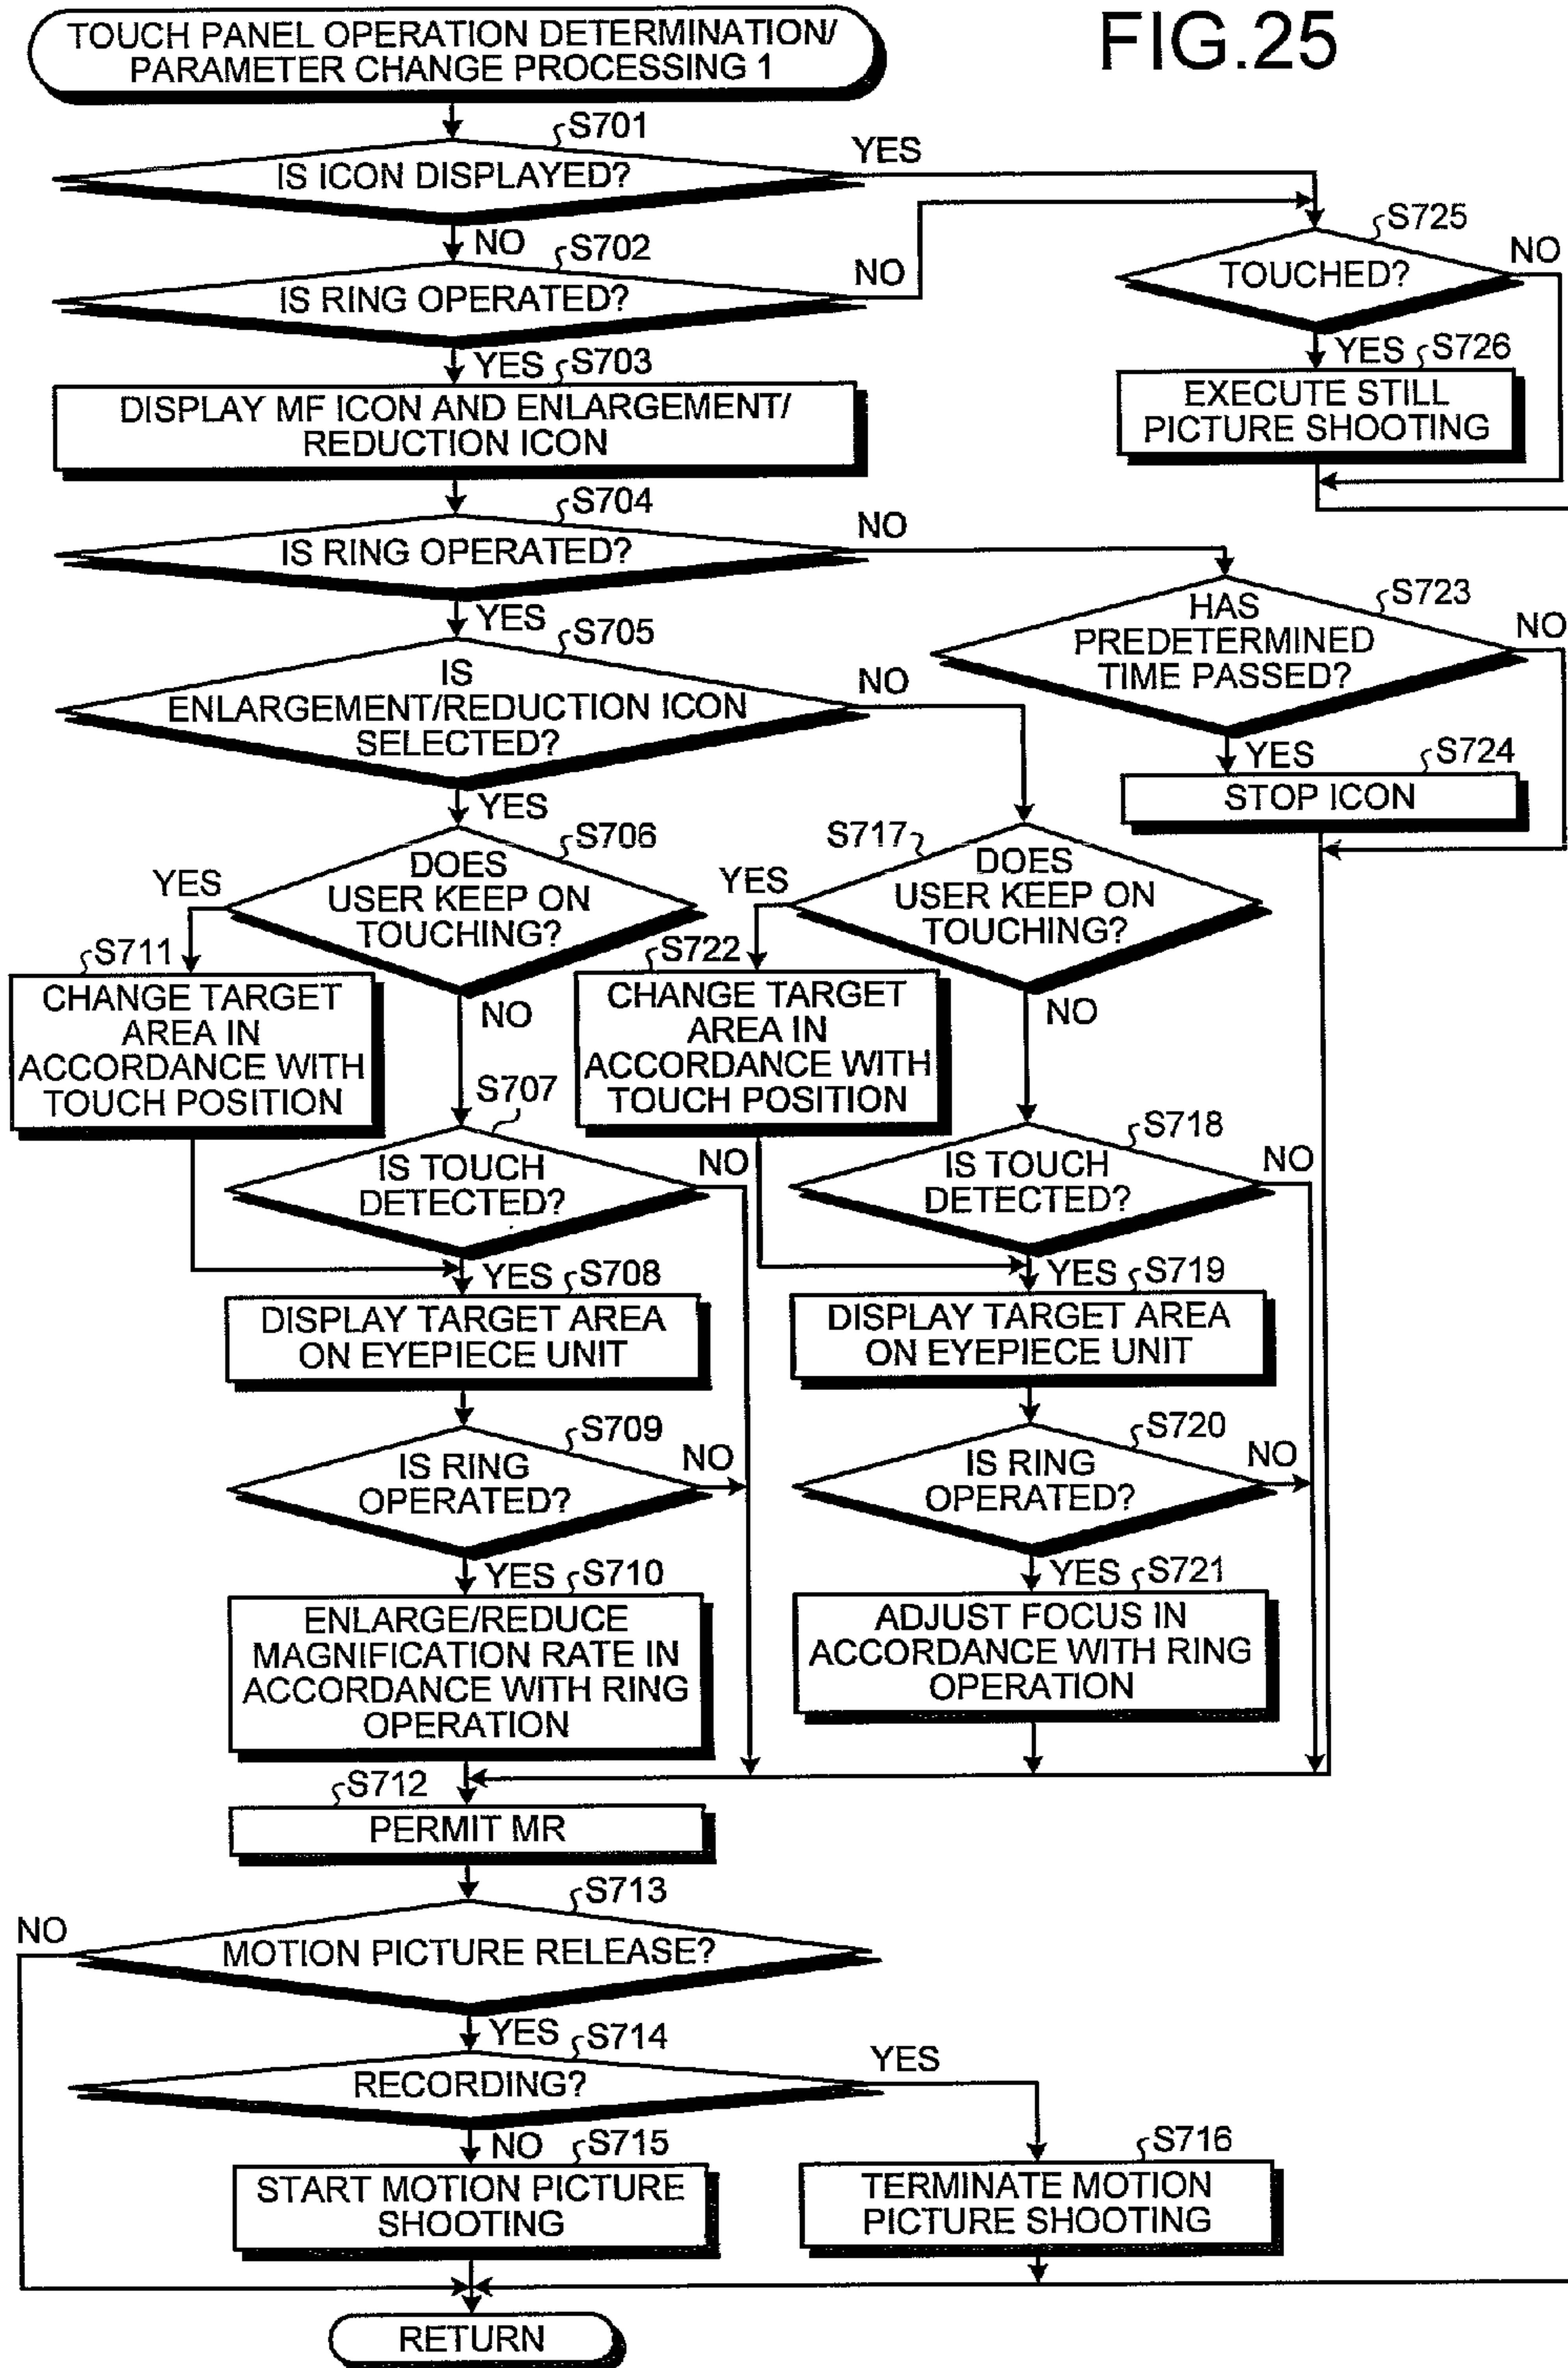 FIG.25
TOUCH PANEL OPERATION DETERMINATION/
PARAMETER CHANGE PROCESSING 1
S701
IS ICON DISPLAYED?
YES
NO
S702
IS RING OPERATED?
NO
S725
TOUCHED?
NO
YES
S726
EXECUTE STILL
PICTURE SHOOTING
YES
S703
DISPLAY MF ICON AND ENLARGEMENT/
REDUCTION ICON
S704
IS RING OPERATED?
NO
YES
S723
HAS
PREDETERMINED
TIME PASSED?
NO
YES
S724
STOP ICON
S705
IS
ENLARGEMENT/REDUCTION ICON
SELECTED?
NO
YES
S706
DOES
USER KEEP ON
TOUCHING?
YES
NO
S711
CHANGE TARGET
AREA IN
ACCORDANCE WITH
TOUCH POSITION
S707
IS TOUCH
DETECTED?
NO
YES
S708
DISPLAY TARGET AREA
ON EYEPIECE UNIT
S709
IS RING
OPERATED?
NO
YES
S710
ENLARGE/REDUCE
MAGNIFICATION RATE IN
ACCORDANCE WITH RING
OPERATION
S717
DOES
USER KEEP ON
TOUCHING?
YES
NO
S722
CHANGE TARGET
AREA IN
ACCORDANCE WITH
TOUCH POSITION
S718
IS TOUCH
DETECTED?
NO
YES
S719
DISPLAY TARGET AREA
ON EYEPIECE UNIT
S720
IS RING
OPERATED?
NO
YES
S721
ADJUST FOCUS IN
ACCORDANCE WITH RING
OPERATION
S712
PERMIT MR
S713
MOTION PICTURE RELEASE?
NO
YES
S714
RECORDING?
YES
NO
S715
START MOTION PICTURE
SHOOTING
S716
TERMINATE MOTION
PICTURE SHOOTING
RETURN